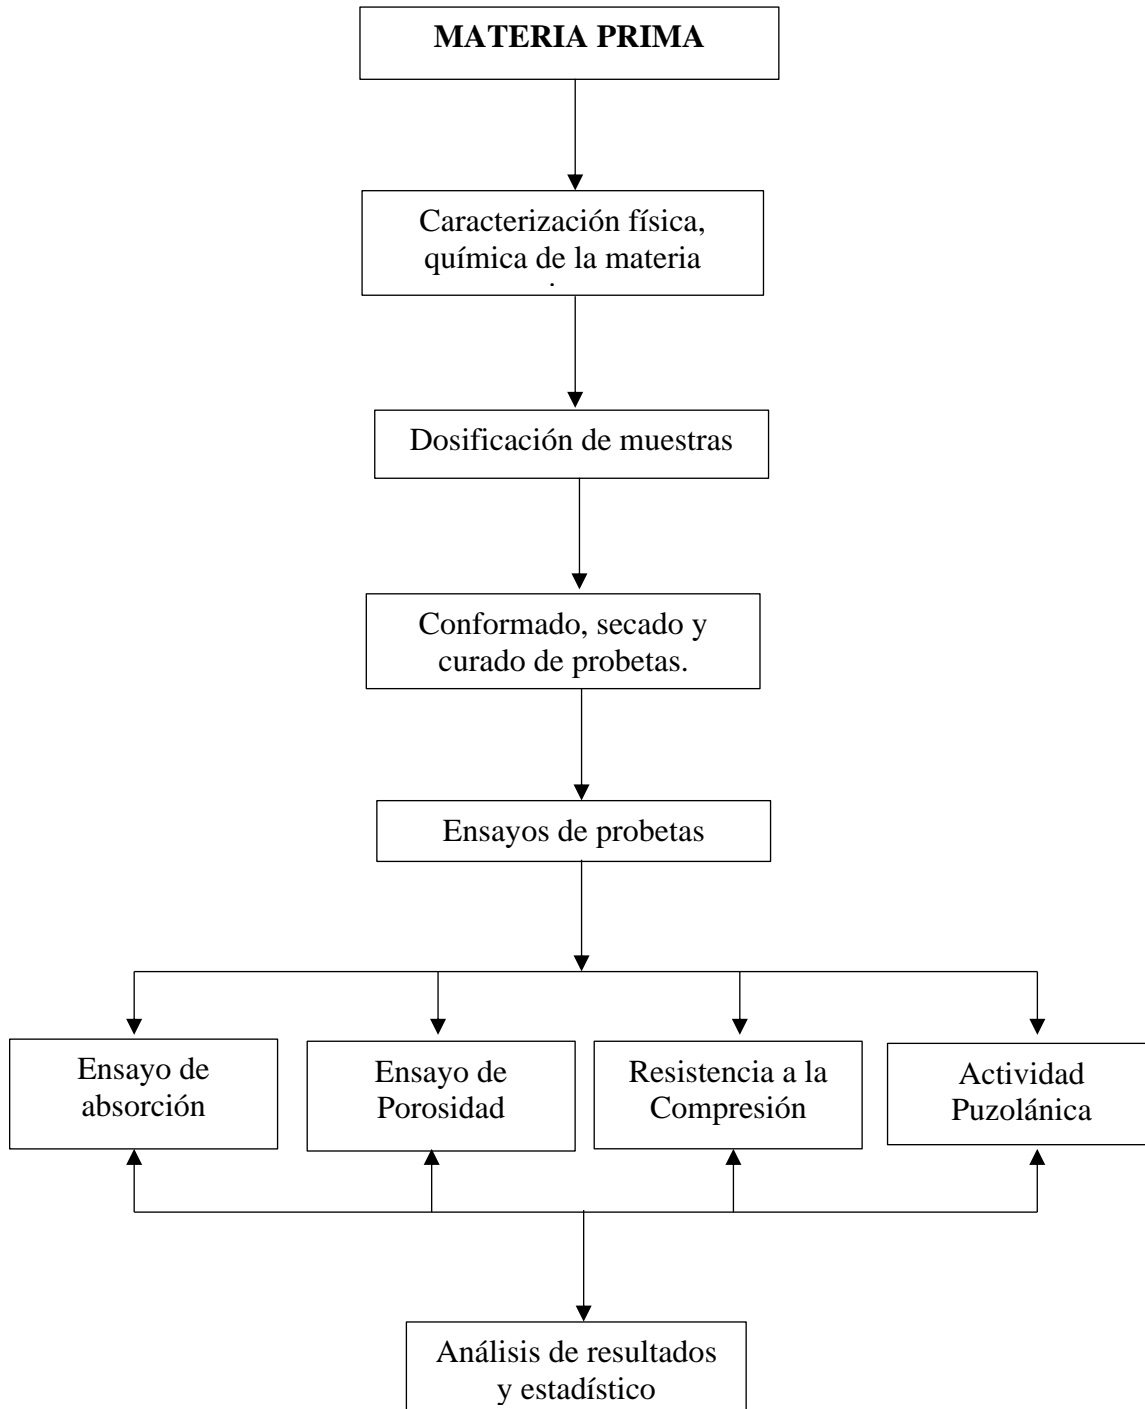 MATERIA PRIMA
Caracterización física,
química de la materia
Dosificación de muestras
Conformado, secado y
curado de probetas.
Ensayos de probetas
Ensayo de
absorción
Ensayo de
Porosidad
Resistencia a la
Compresión
Actividad
Puzolánica
Análisis de resultados
y estadístico